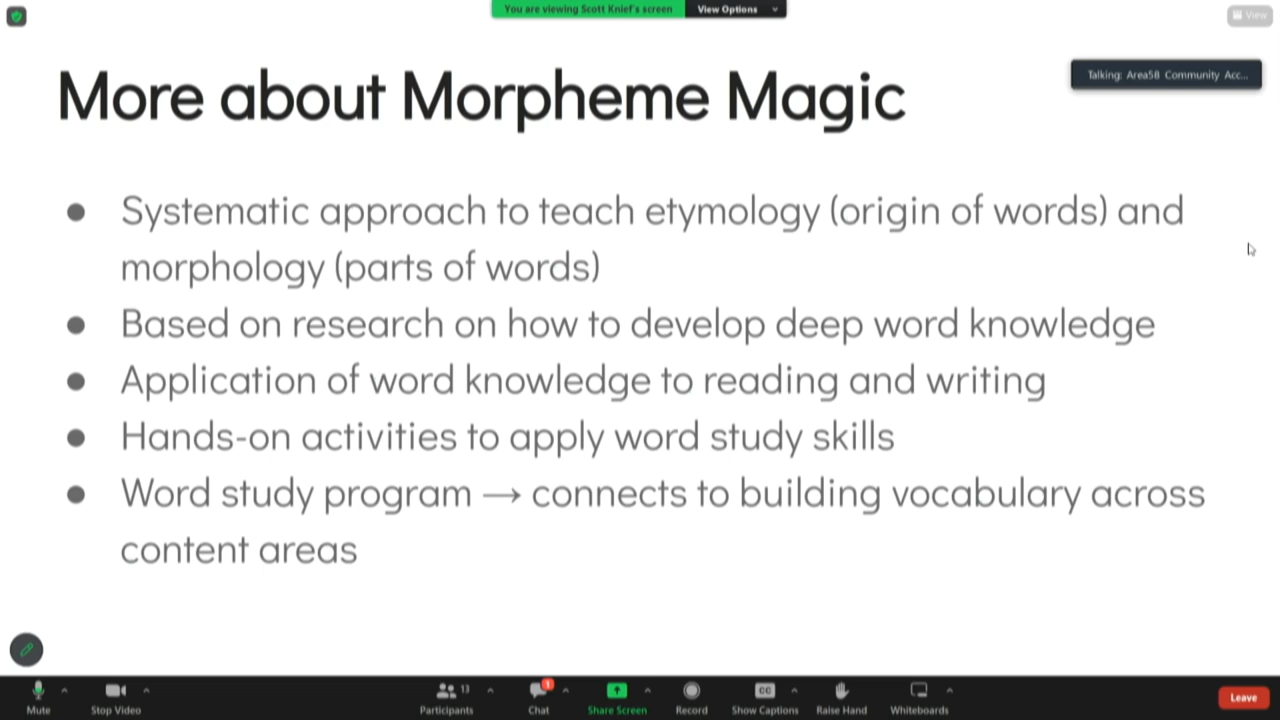 You are viewing Scott Knief's screen
View Options
View
Talking: Area58 Community Acc...
More about Morpheme Magic
● Systematic approach to teach etymology (origin of words) and
morphology (parts of words)
● Based on research on how to develop deep word knowledge
● Application of word knowledge to reading and writing
● Hands-on activities to apply word study skills
● Word study program → connects to building vocabulary across
content areas
Mute
Stop Video
Participants 13
Chat 1
Share Screen
Record
CC Show Captions
Raise Hand
Whiteboards
Leave